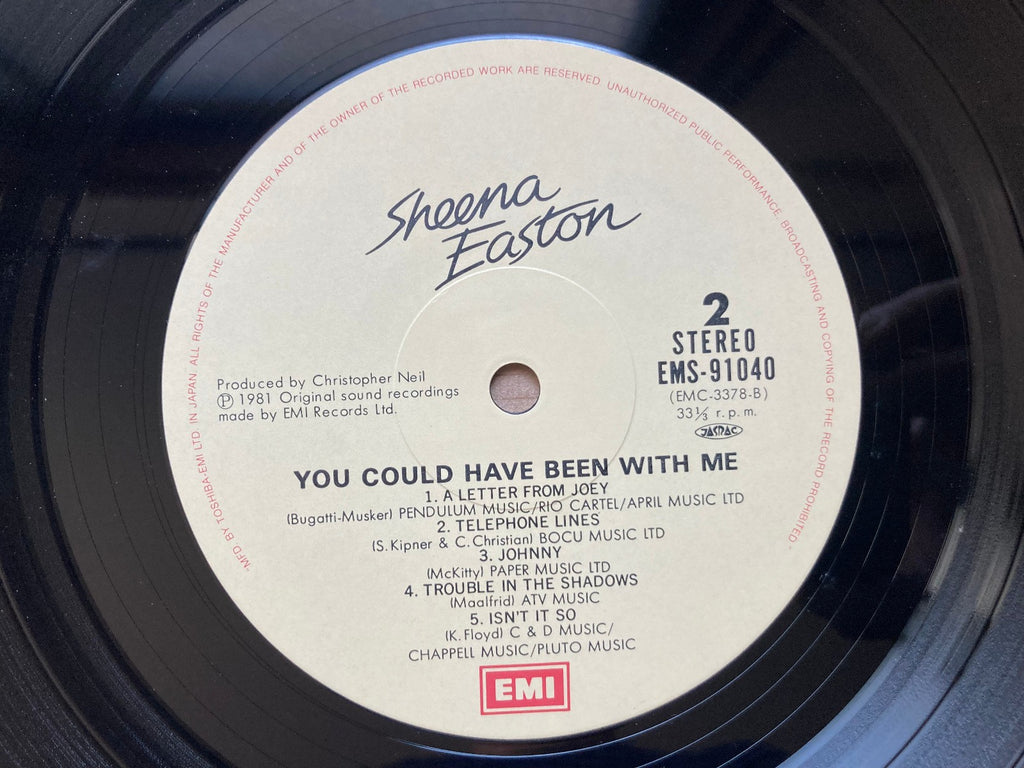 "MFD. BY TOSHIBA-EMI LTD. IN JAPAN. ALL RIGHTS OF THE MANUFACTURER AND OF THE OWNER OF THE RECORDED WORK ARE RESERVED. UNAUTHORIZED PUBLIC PERFORMANCE, BROADCASTING AND COPYING OF THE RECORD PROHIBITED.
Sheena
Easton
2
STEREO
EMS-91040
(EMC-3378-B)
33⅓ r.p.m.
JASRAC
Produced by Christopher Neil
Ⓟ 1981 Original sound recordings
made by EMI Records Ltd.
YOU COULD HAVE BEEN WITH ME
1. A LETTER FROM JOEY
(Bugatti-Musker) PENDULUM MUSIC/RIO CARTEL/APRIL MUSIC LTD
2. TELEPHONE LINES
(S. Kipner & C. Christian) BOCU MUSIC LTD
3. JOHNNY
(McKitty) PAPER MUSIC LTD
4. TROUBLE IN THE SHADOWS
(Maalfrid) ATV MUSIC
5. ISN'T IT SO
(K. Floyd) C & D MUSIC/
CHAPPELL MUSIC/PLUTO MUSIC
EMI